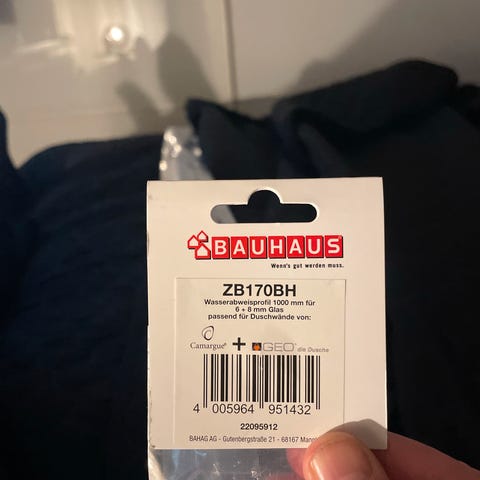 BAUHAUS
Wenn's gut werden muss.
ZB170BH
Wasserabweisprofil 1000 mm für
6 + 8 mm Glas
passend für Duschwände von:
Camargue® + GEO® die Dusche
4 005964 951432
22095912
BAHAG AG - Gutenbergstraße 21 - 68167